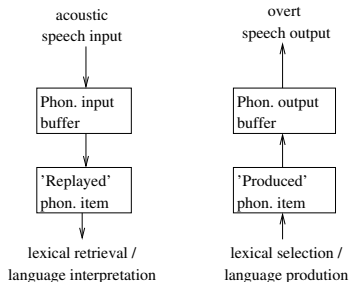 acoustic
speech input
Phon. input
buffer
'Replayed'
phon. item
lexical retrieval /
language interpretation
overt
speech output
Phon. output
buffer
'Produced'
phon. item
lexical selection /
language prodution